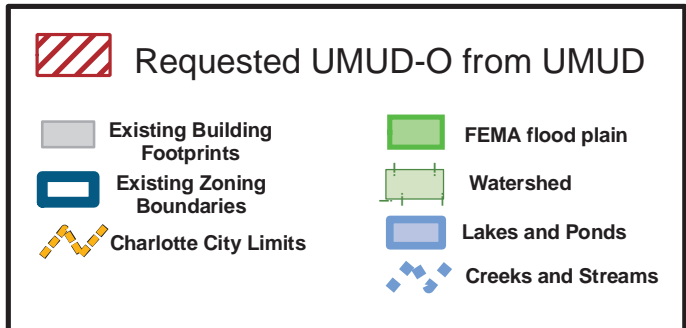 Requested UMUD-O from UMUD
Existing Building
Footprints
Existing Zoning
Boundaries
Charlotte City Limits
FEMA flood plain
Watershed
Lakes and Ponds
Creeks and Streams